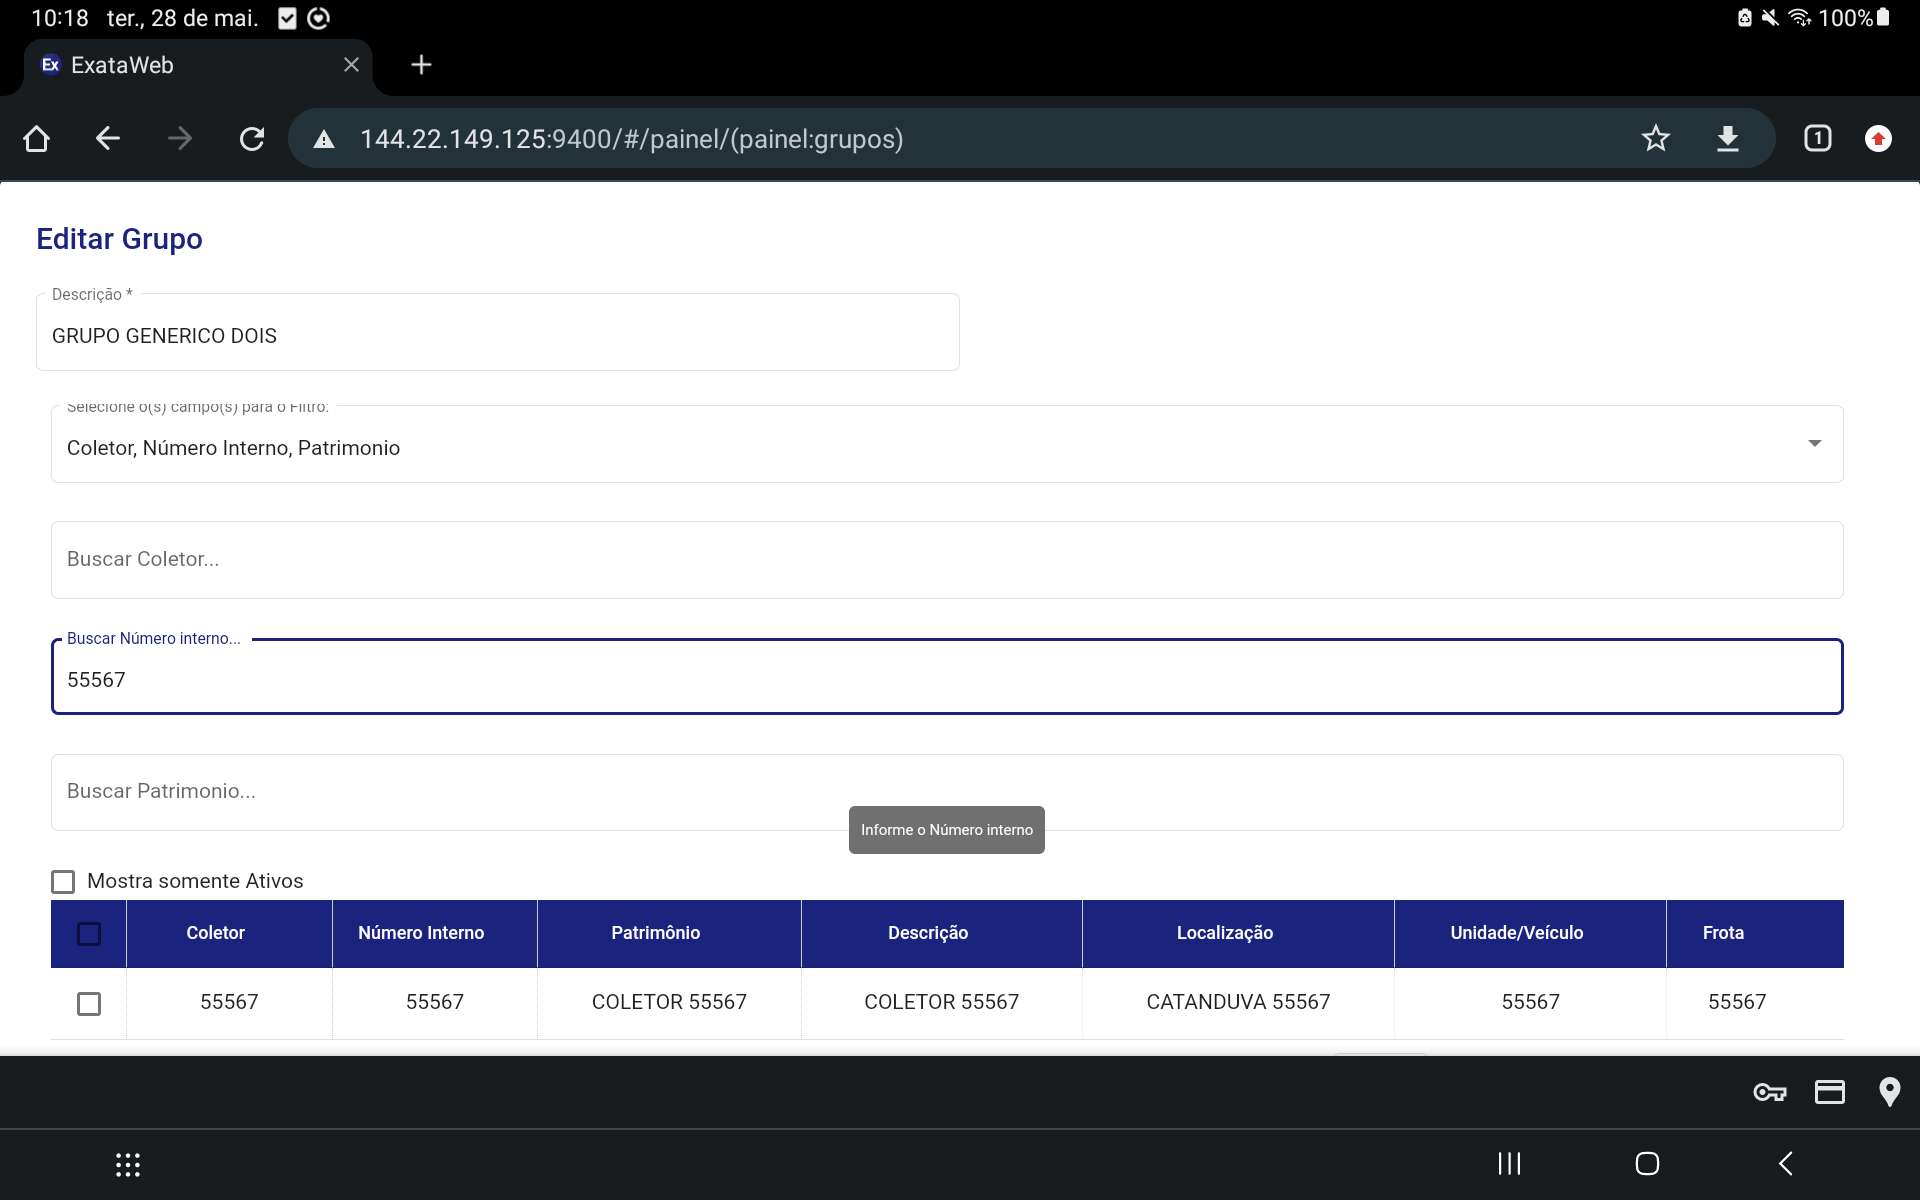 10:18 ter., 28 de mai. 100%
Ex ExataWeb
144.22.149.125:9400/#/painel/(painel:grupos) 1
Editar Grupo
Descrição *
GRUPO GENERICO DOIS
Selecione o(s) campo(s) para o Filtro:
Coletor, Número Interno, Patrimonio
Buscar Coletor...
Buscar Número interno...
55567
Buscar Patrimonio...
Informe o Número interno
Mostra somente Ativos
Coletor Número Interno Patrimônio Descrição Localização Unidade/Veículo Frota
55567 55567 COLETOR 55567 COLETOR 55567 CATANDUVA 55567 55567 55567